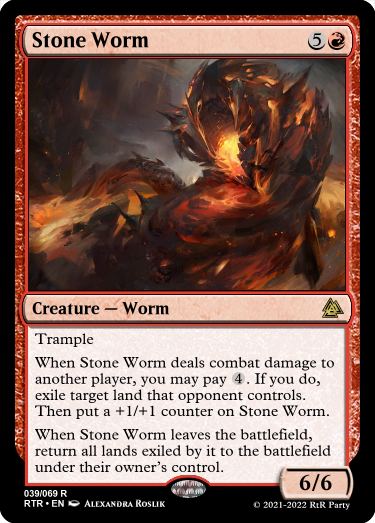 Stone Worm 5
Creature — Worm
Trample
When Stone Worm deals combat damage to
another player, you may pay 4. If you do,
exile target land that opponent controls.
Then put a +1/+1 counter on Stone Worm.
When Stone Worm leaves the battlefield,
return all lands exiled by it to the battlefield
under their owner's control.
6/6
039/069 R
RTR • EN Alexandra Roslik
© 2021-2022 RtR Party